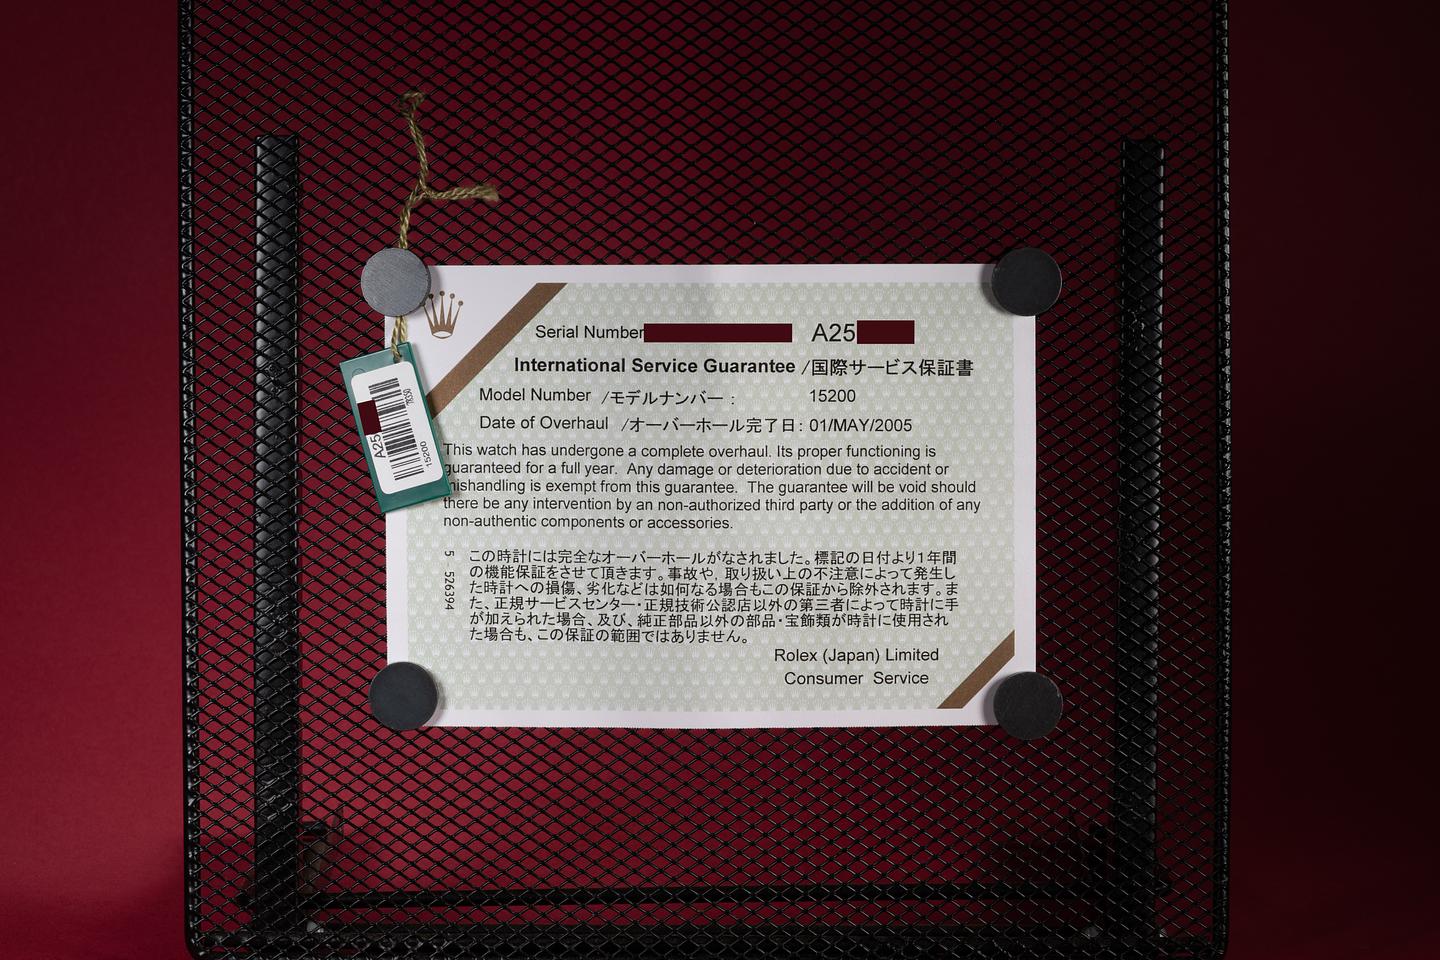 Serial Number A25
International Service Guarantee /国際サービス保証書
Model Number /モデルナンバー : 15200
Date of Overhaul /オーバーホール完了日: 01/MAY/2005
This watch has undergone a complete overhaul. Its proper functioning is
guaranteed for a full year. Any damage or deterioration due to accident or
mishandling is exempt from this guarantee. The guarantee will be void should
there be any intervention by an non-authorized third party or the addition of any
non-authentic components or accessories.
5 526394
この時計には完全なオーバーホールがなされました。標記の日付より1年間
の機能保証をさせて頂きます。事故や、取り扱い上の不注意によって発生し
た時計への損傷、劣化などは如何なる場合もこの保証から除外されます。ま
た、正規サービスセンター・正規技術公認店以外の第三者によって時計に手
が加えられた場合、及び、純正部品以外の部品・宝飾類が時計に使用され
た場合も、この保証の範囲ではありません。
Rolex (Japan) Limited
Consumer Service
A25
15200
78350